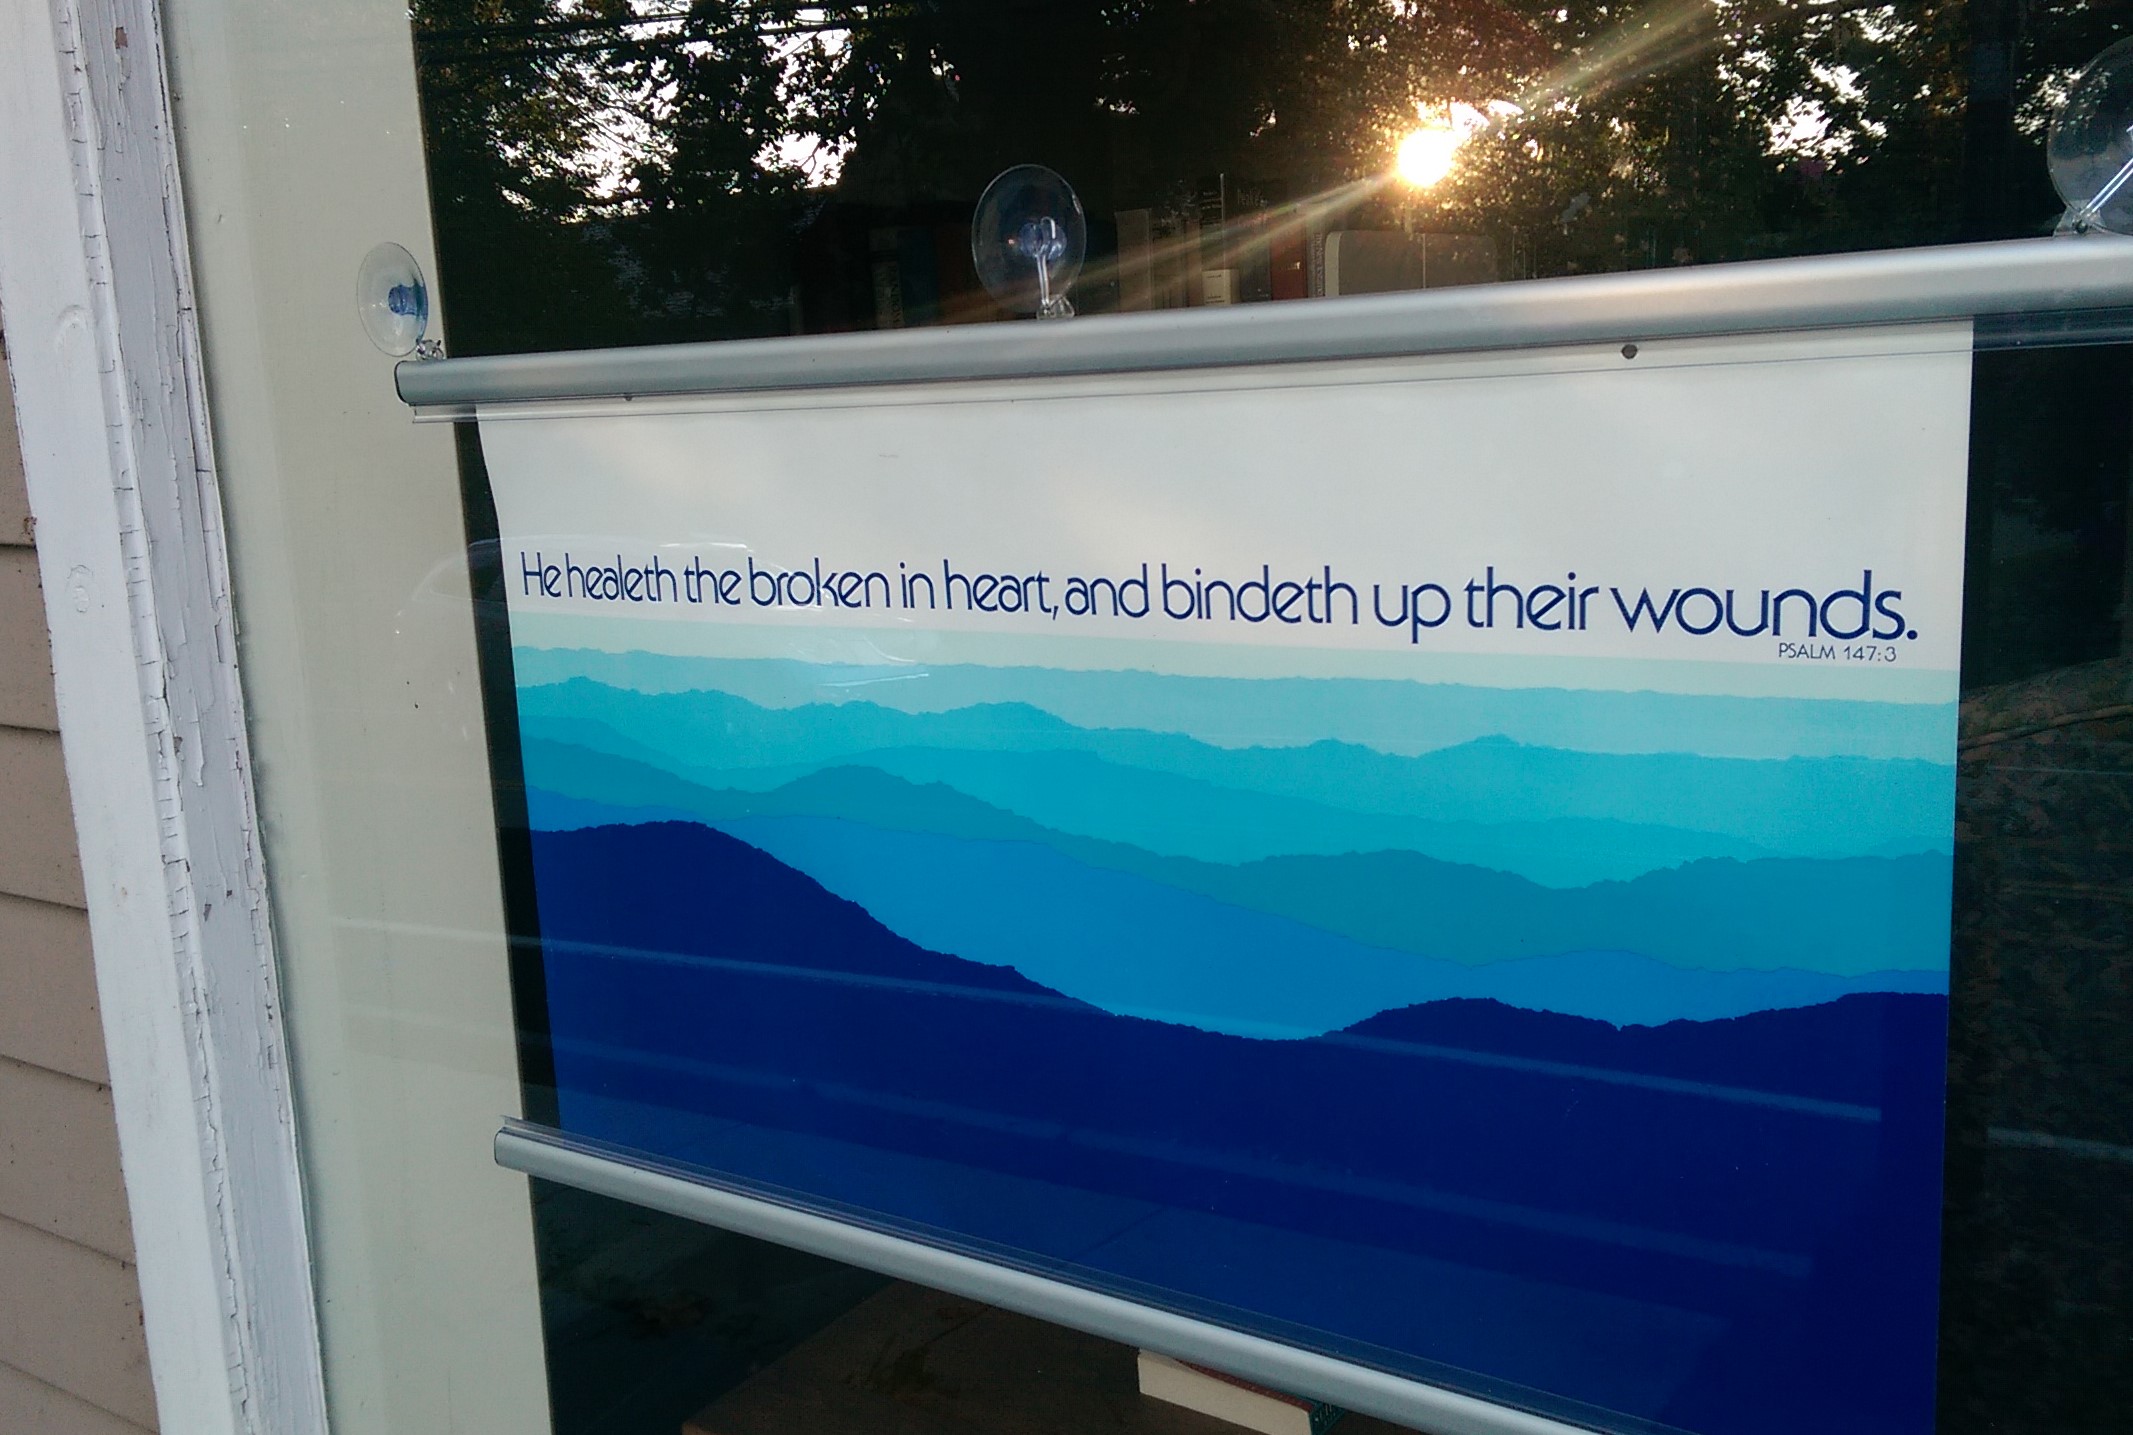 He healeth the broken in heart, and bindeth up their wounds.
PSALM 147:3